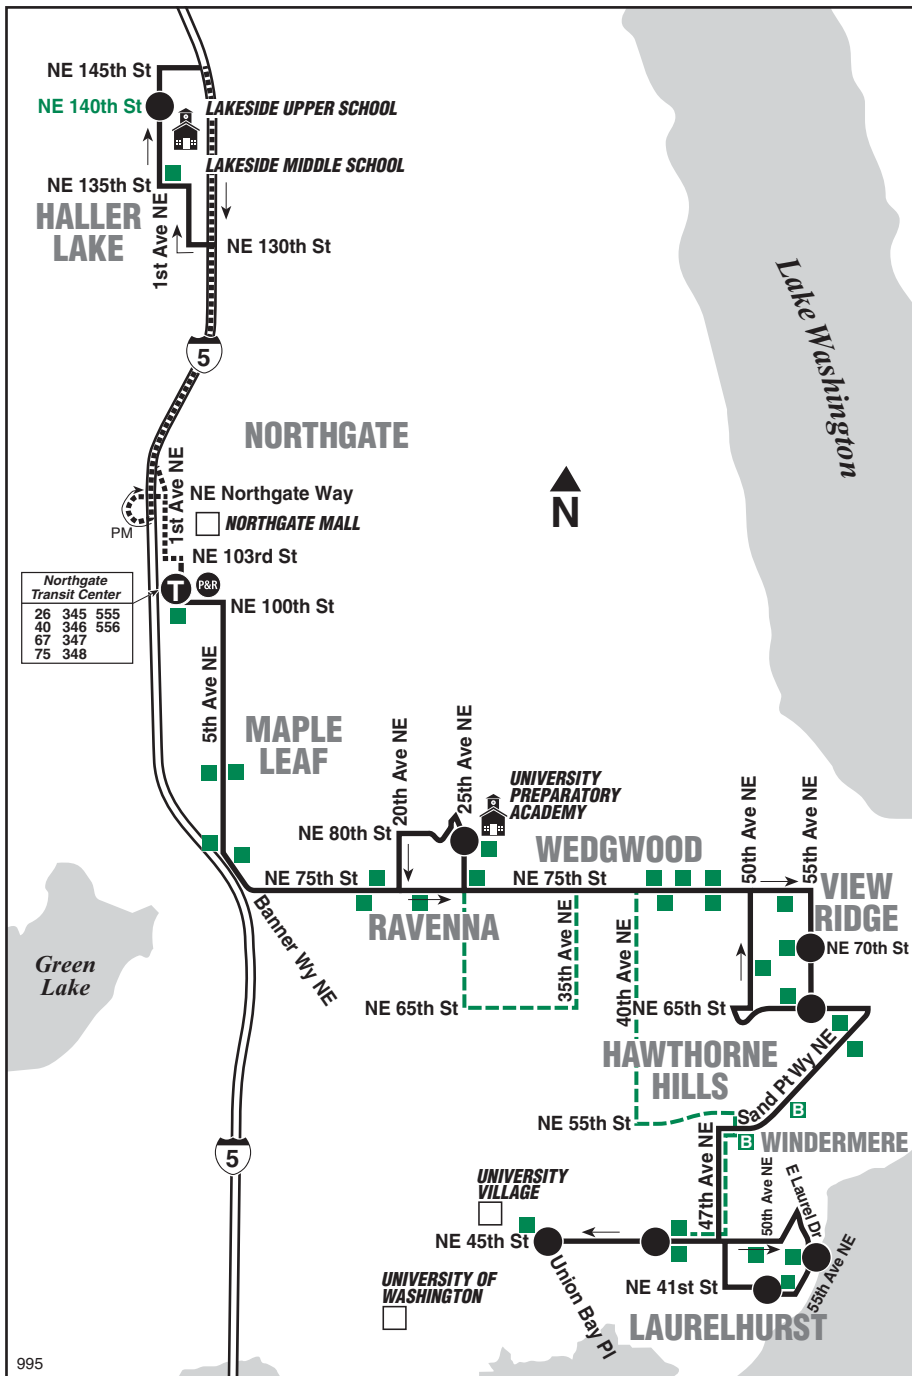 NE 145th St
NE 140th St
LAKESIDE UPPER SCHOOL
LAKESIDE MIDDLE SCHOOL
NE 135th St
HALLER
LAKE
1st Ave NE
NE 130th St
Lake Washington
5
NORTHGATE
1st Ave NE
NE Northgate Way
NORTHGATE MALL
PM
N
NE 103rd St
Northgate
Transit Center
26 345 555
40 346 556
67 347
75 348
T
P&R
NE 100th St
5th Ave NE
MAPLE
LEAF
20th Ave NE
25th Ave NE
UNIVERSITY
PREPARATORY
ACADEMY
NE 80th St
WEDGWOOD
50th Ave NE
55th Ave NE
NE 75th St
NE 75th St
VIEW
RIDGE
RAVENNA
Banner Wy NE
35th Ave NE
40th Ave NE
NE 70th St
Green
Lake
NE 65th St
NE 65th St
HAWTHORNE
HILLS
Sand Pt Wy NE
B
NE 55th St
B
WINDERMERE
5
47th Ave NE
50th Ave NE
E Laurel Dr
UNIVERSITY
VILLAGE
NE 45th St
Union Bay Pl
NE 41st St
55th Ave NE
UNIVERSITY OF
WASHINGTON
LAURELHURST
995